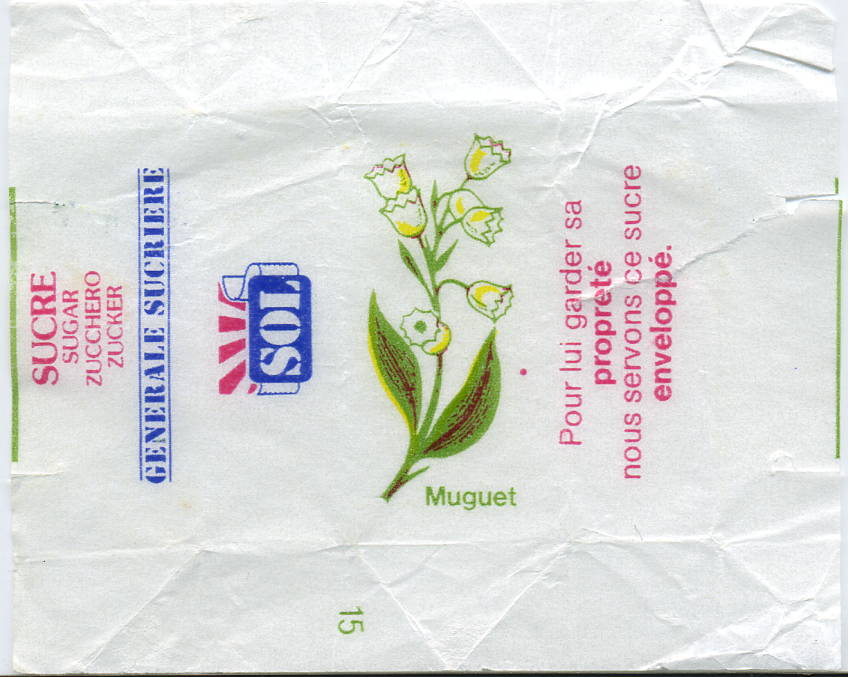 SUCRE
SUGAR
ZUCCHERO
ZUCKER
GENERALE SUCRIERE
SOL
Muguet
Pour lui garder sa
propreté
nous servons ce sucre
enveloppé.
15